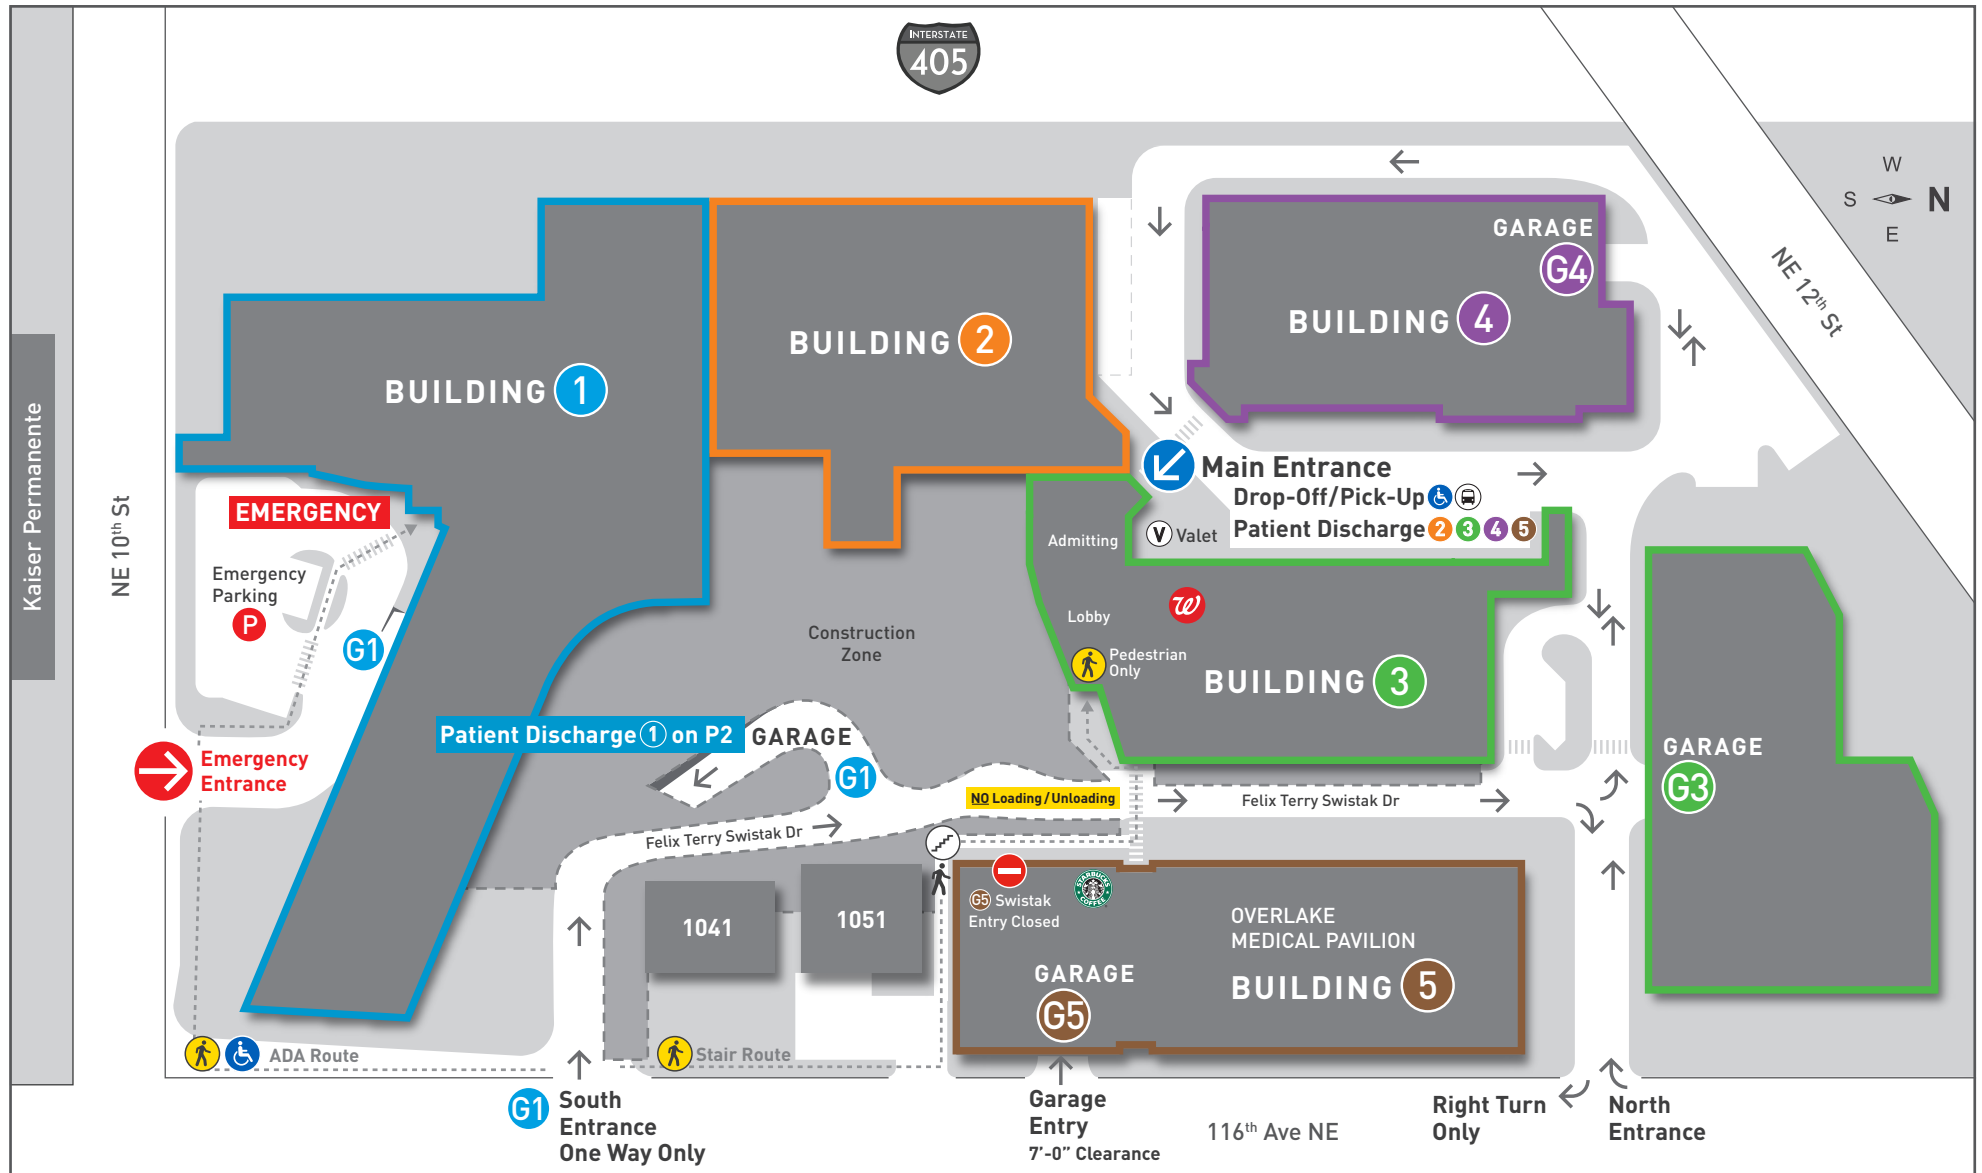 INTERSTATE
405
W
S N
E
NE 12th St
Kaiser Permanente
NE 10th St
BUILDING 1
BUILDING 2
GARAGE
G4
BUILDING 4
Main Entrance
Drop-Off/Pick-Up
Patient Discharge 2 3 4 5
V Valet
EMERGENCY
Emergency
Parking
P
G1
Admitting
Lobby
Pedestrian
Only
W
BUILDING 3
Construction
Zone
Patient Discharge 1 on P2
GARAGE
G1
Emergency
Entrance
GARAGE
G3
NO Loading/Unloading
Felix Terry Swistak Dr
Felix Terry Swistak Dr
1041
1051
G5 Swistak
Entry Closed
STARBUCKS
COFFEE
OVERLAKE
MEDICAL PAVILION
BUILDING 5
GARAGE
G5
ADA Route
Stair Route
G1 South
Entrance
One Way Only
Garage
Entry
7'-0" Clearance
116th Ave NE
Right Turn
Only
North
Entrance